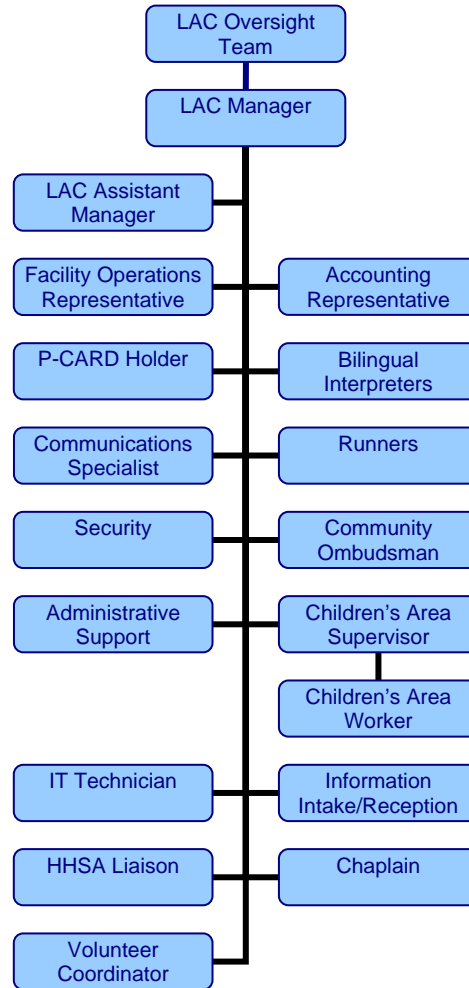 LAC Oversight
Team
LAC Manager
LAC Assistant
Manager
Facility Operations
Representative
Accounting
Representative
P-CARD Holder
Bilingual
Interpreters
Communications
Specialist
Runners
Security
Community
Ombudsman
Administrative
Support
Children’s Area
Supervisor
Children’s Area
Worker
IT Technician
Information
Intake/Reception
HHSA Liaison
Chaplain
Volunteer
Coordinator